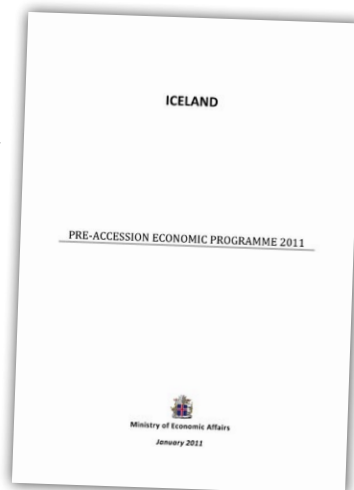 ICELAND
PRE-ACCESSION ECONOMIC PROGRAMME 2011
Ministry of Economic Affairs
January 2011